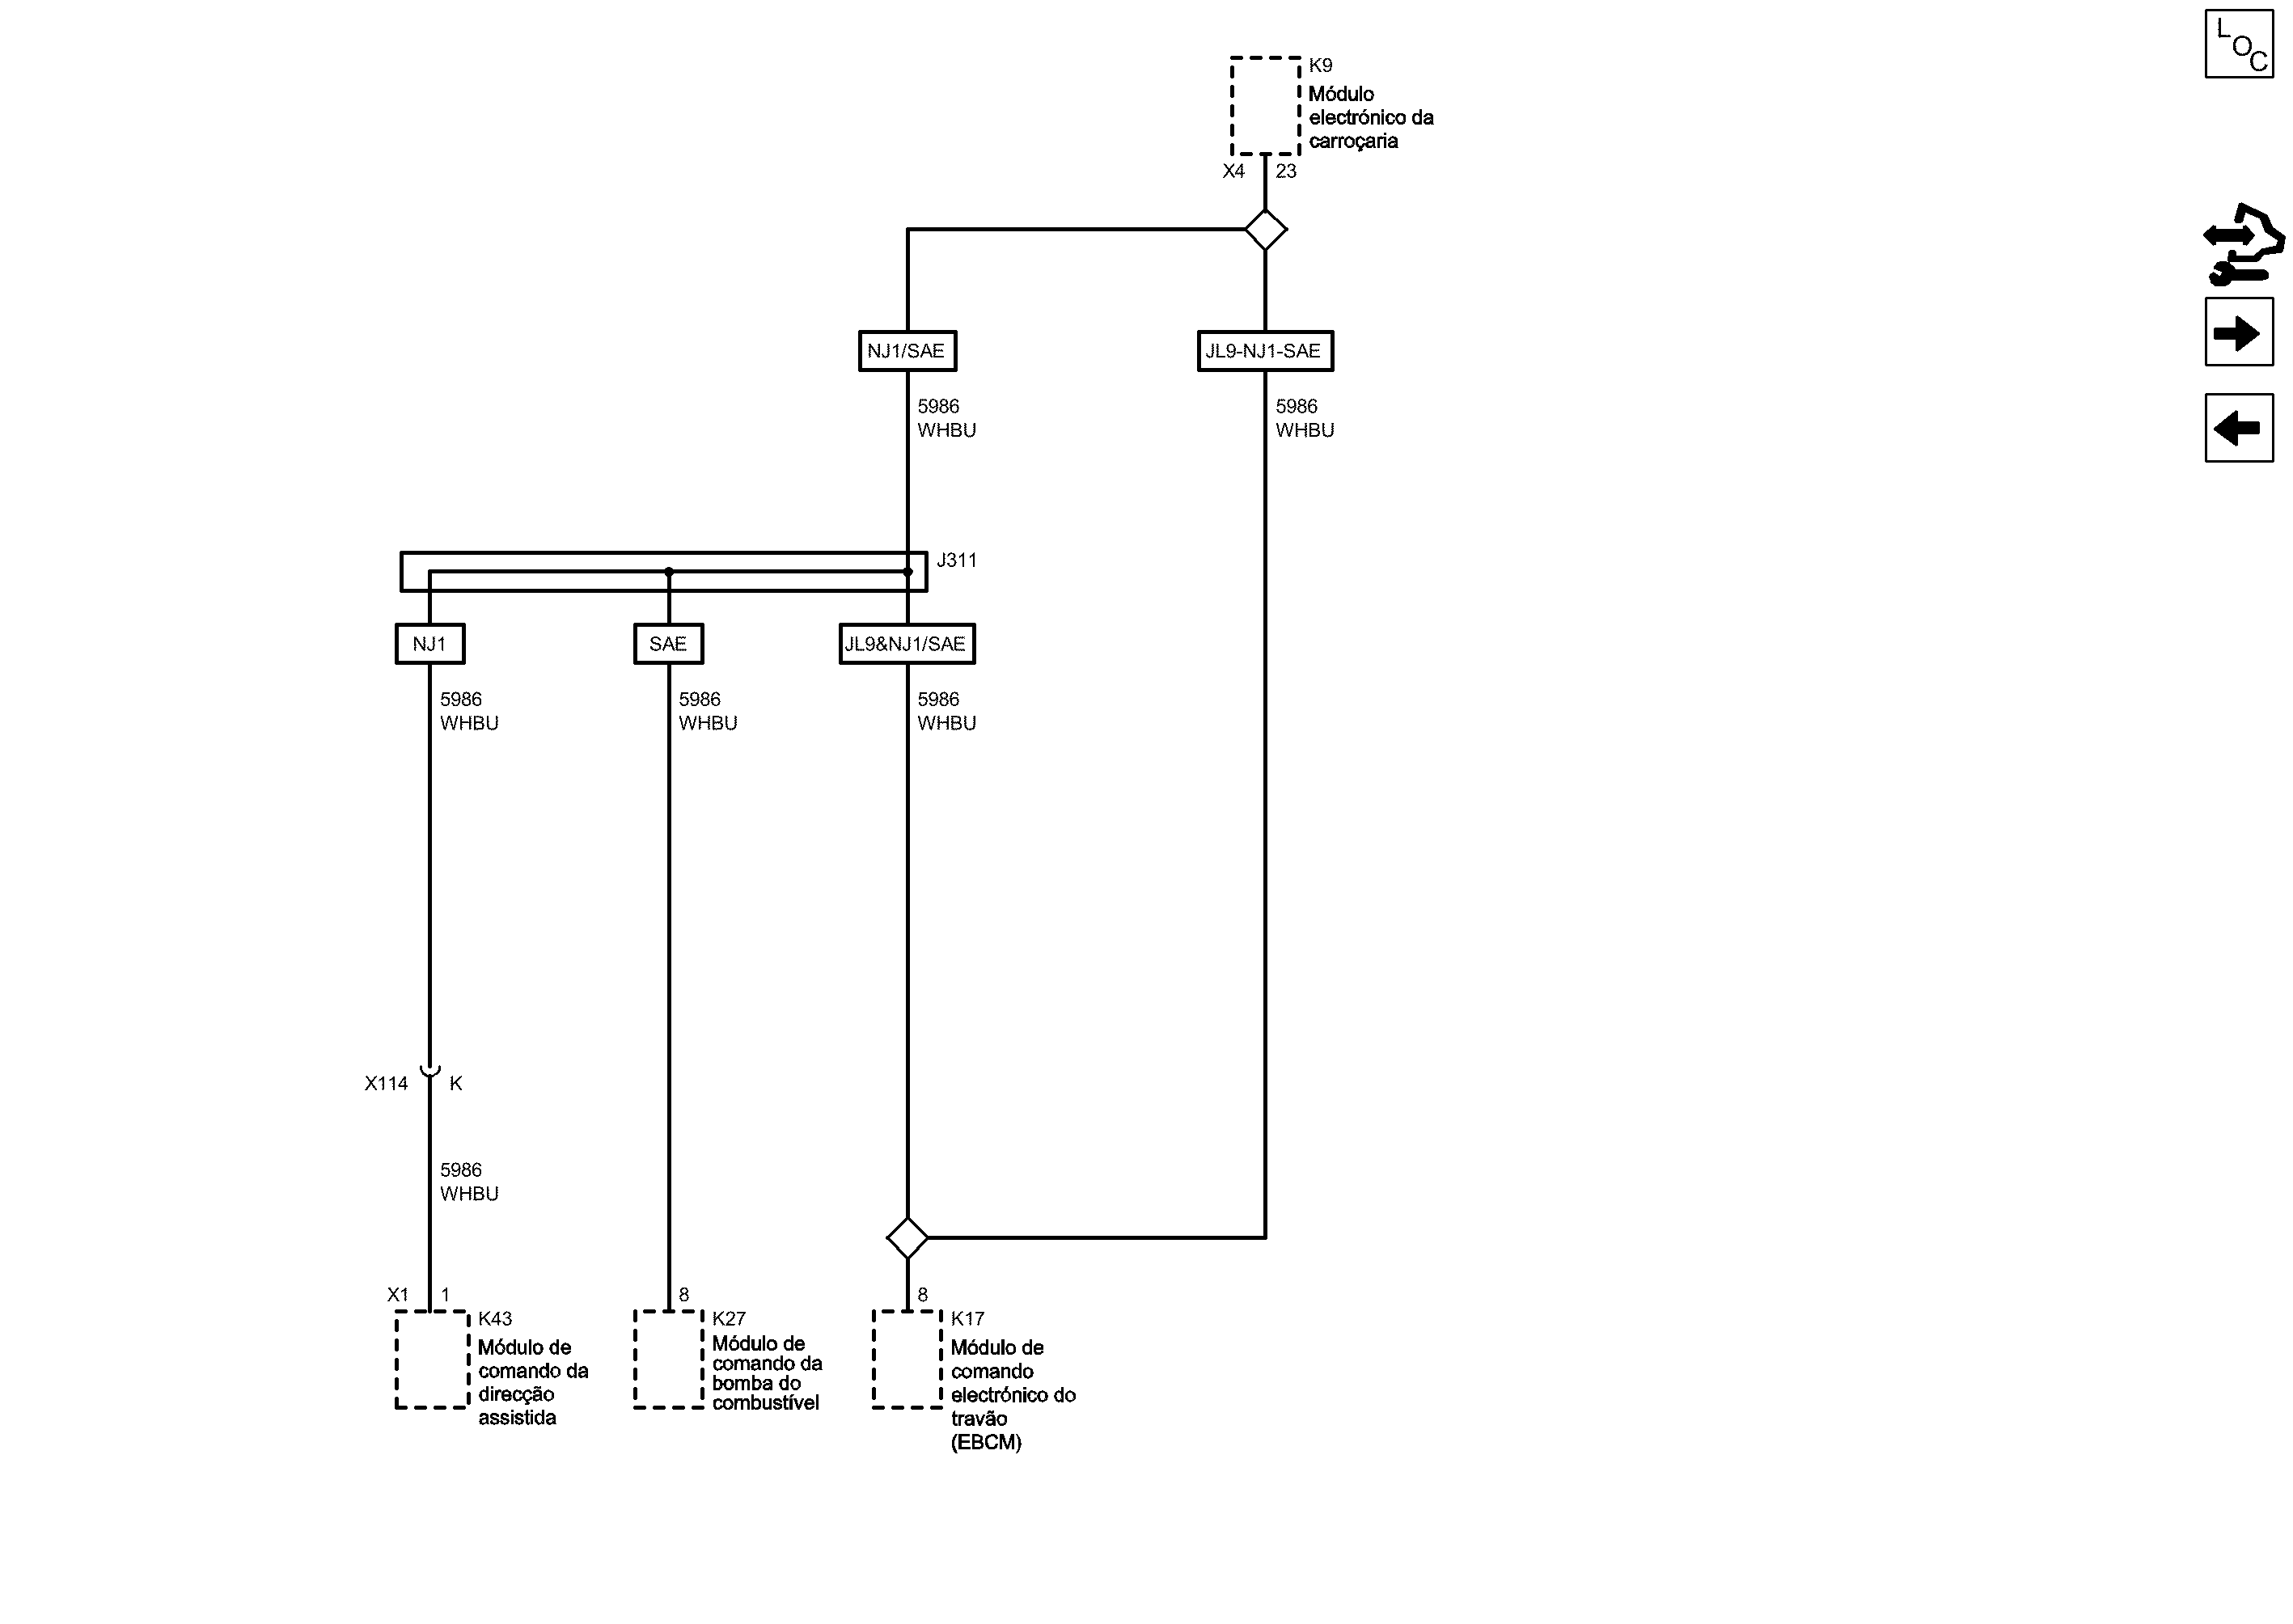 L
O
C
K9
Módulo
electrónico da
carroçaria
X4 23
NJ1/SAE
JL9-NJ1-SAE
5986
WHBU
5986
WHBU
J311
NJ1
SAE
JL9&NJ1/SAE
5986
WHBU
5986
WHBU
5986
WHBU
X114 K
5986
WHBU
X1 1
K43
Módulo de
comando da
direcção
assistida
8
K27
Módulo de
comando da
bomba do
combustível
8
K17
Módulo de
comando
electrónico do
travão
(EBCM)